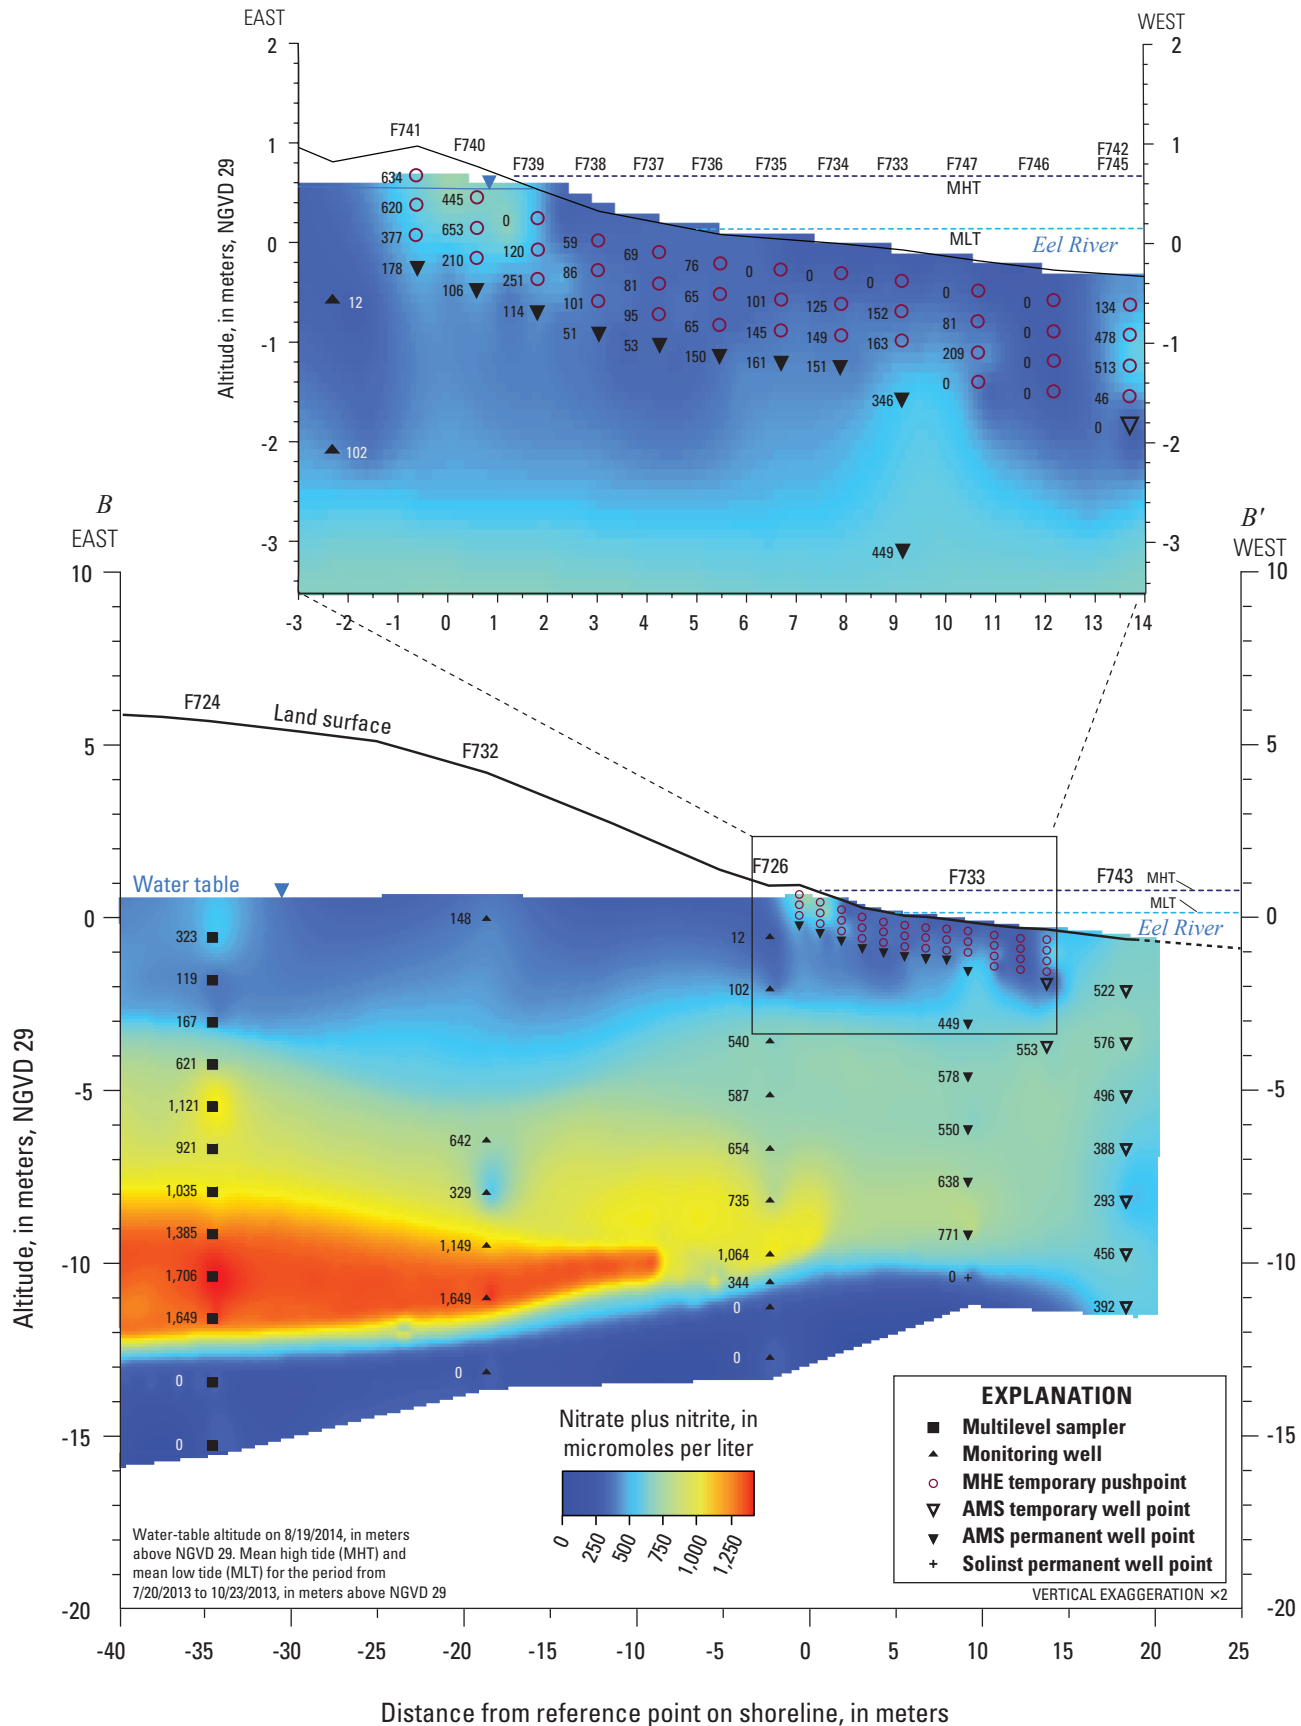 EAST
WEST
2
2
1
1
0
0
-1
-1
-2
-2
-3
-3
Altitude, in meters, NGVD 29
F741
F740
F739
F738
F737
F736
F735
F734
F733
F747
F746
F742
F745
MHT
MLT
Eel River
634
620
377
178
445
653
210
106
0
120
251
114
59
86
101
51
69
81
95
53
76
65
65
150
0
101
145
161
0
125
149
151
0
152
163
346
449
0
81
209
0
0
0
0
0
134
478
513
46
0
12
102
-3 -2 -1 0 1 2 3 4 5 6 7 8 9 10 11 12 13 14
B
EAST
B′
WEST
10
10
5
5
0
0
-5
-5
-10
-10
-15
-15
-20
-20
Altitude, in meters, NGVD 29
F724
Land surface
F732
F726
F733
F743
MHT
MLT
Eel River
Water table
323
119
167
621
1,121
921
1,035
1,385
1,706
1,649
0
0
148
642
329
1,149
1,649
0
12
102
540
587
654
735
1,064
344
0
0
449
578
550
638
771
0
553
522
576
496
388
293
456
392
Nitrate plus nitrite, in
micromoles per liter
0 250 500 750 1,000 1,250
EXPLANATION
Multilevel sampler
Monitoring well
MHE temporary pushpoint
AMS temporary well point
AMS permanent well point
Solinst permanent well point
VERTICAL EXAGGERATION ×2
Water-table altitude on 8/19/2014, in meters
above NGVD 29. Mean high tide (MHT) and
mean low tide (MLT) for the period from
7/20/2013 to 10/23/2013, in meters above NGVD 29
-40 -35 -30 -25 -20 -15 -10 -5 0 5 10 15 20 25
Distance from reference point on shoreline, in meters